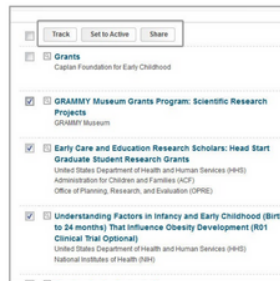 Track Set to Active Share
Grants
Caplan Foundation for Early Childhood
GRAMMY Museum Grants Program: Scientific Research
Projects
GRAMMY Museum
Early Care and Education Research Scholars: Head Start
Graduate Student Research Grants
United States Department of Health and Human Services (HHS)
Administration for Children and Families (ACF)
Office of Planning, Research, and Evaluation (OPRE)
Understanding Factors in Infancy and Early Childhood (Birt
to 24 months) That Influence Obesity Development (R01
Clinical Trial Optional)
United States Department of Health and Human Services (HHS)
National Institutes of Health (NIH)